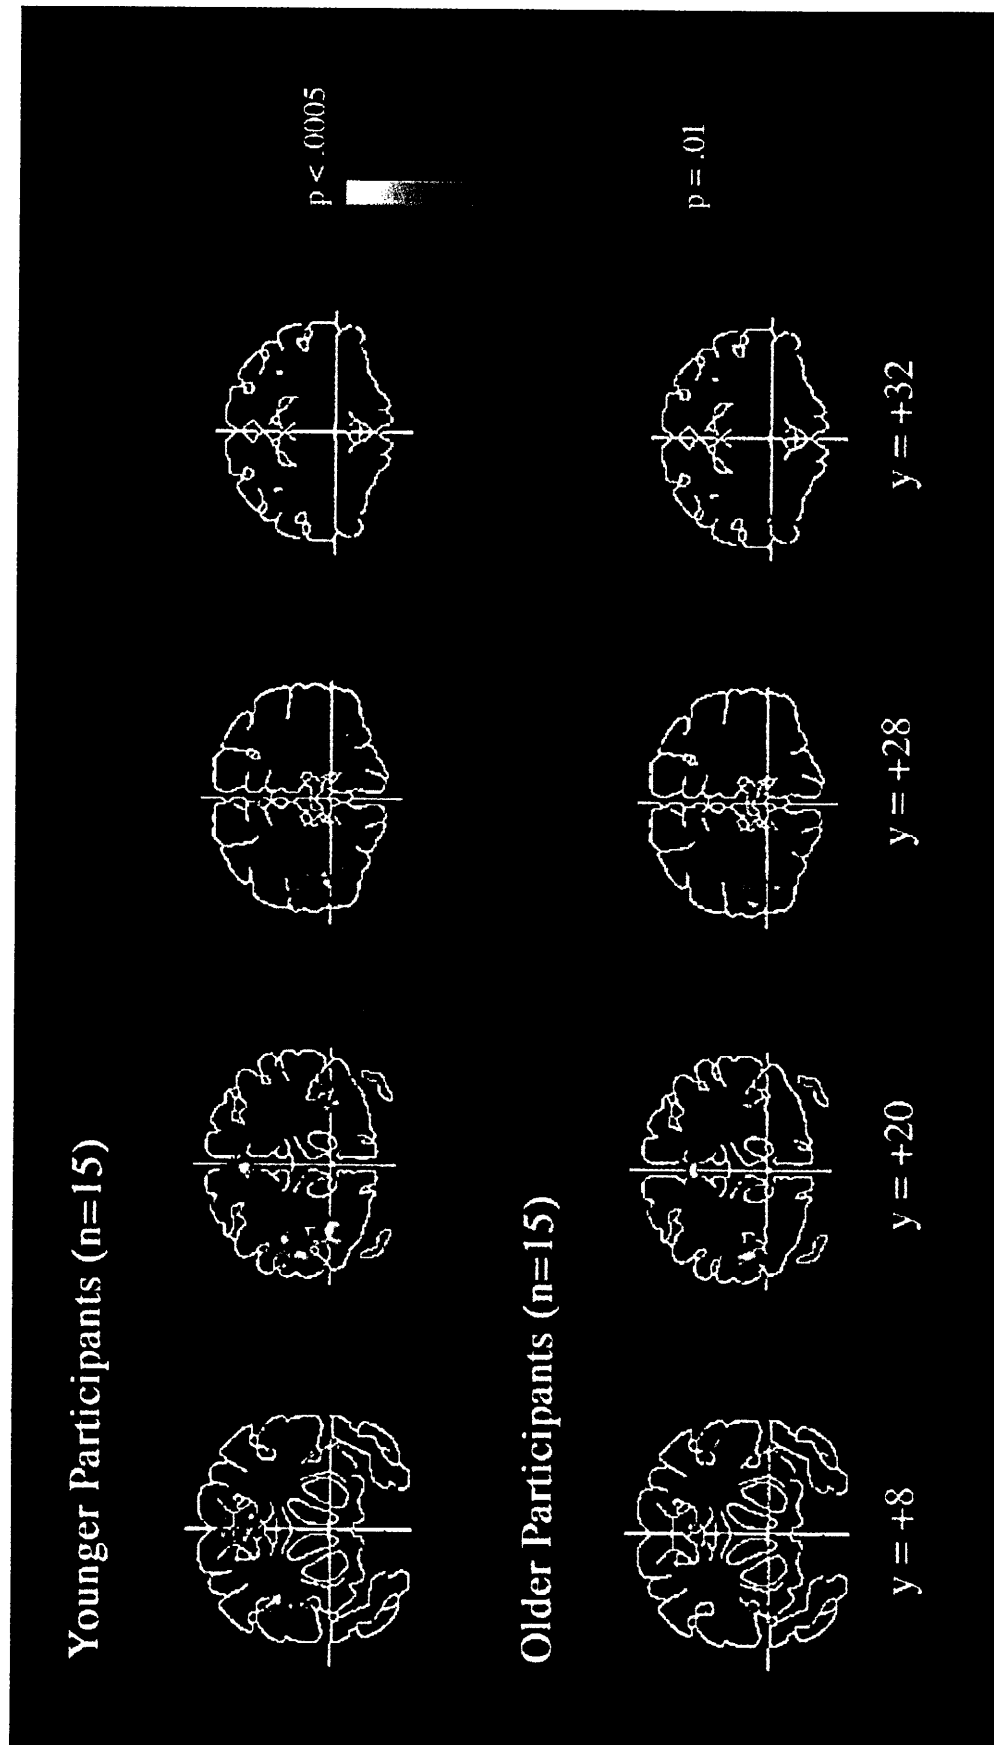 Younger Participants (n=15)
p < .0005
Older Participants (n=15)
p = .01
y = +8
y = +20
y = +28
y = +32